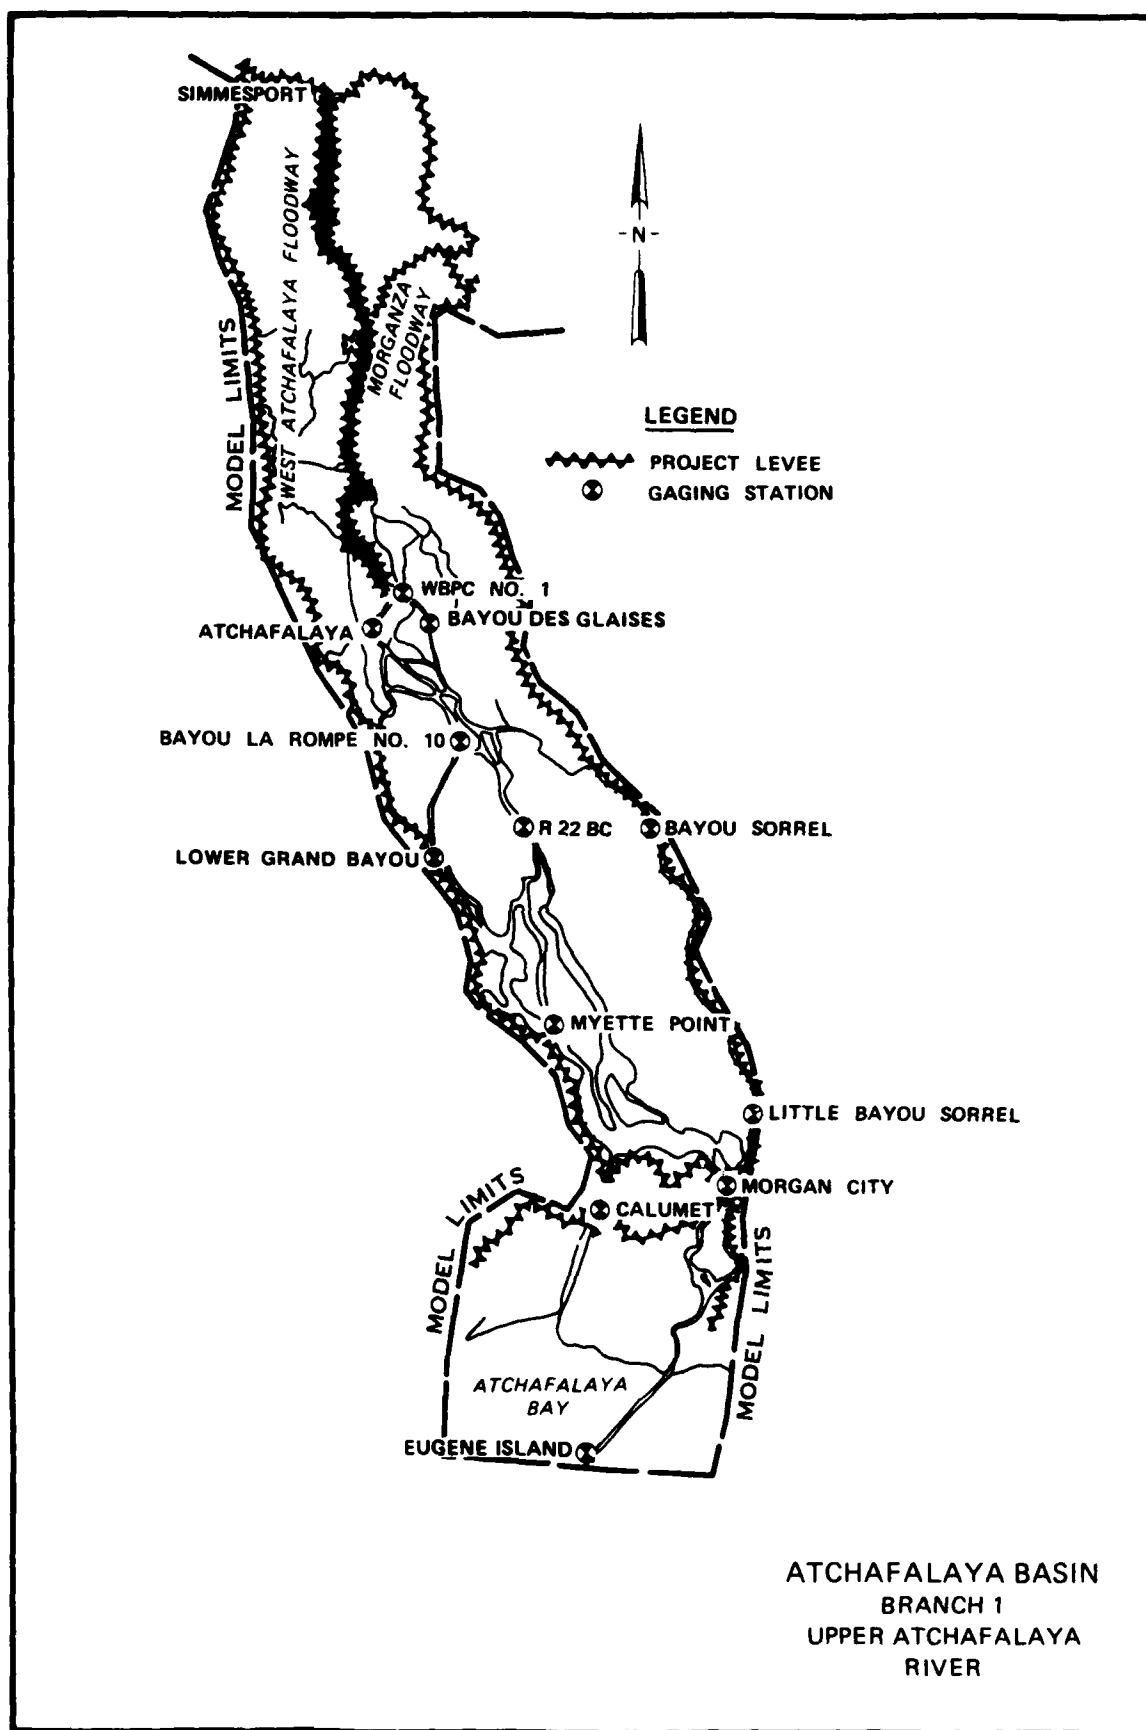 SIMMESPORT
WEST ATCHAFALAYA FLOODWAY
MORGANZA
FLOODWAY
MODEL LIMITS
-N-
LEGEND
PROJECT LEVEE
GAGING STATION
WBPC NO. 1
BAYOU DES GLAISES
ATCHAFALAYA
BAYOU LA ROMPE NO. 10
R 22 BC
BAYOU SORREL
LOWER GRAND BAYOU
MYETTE POINT
LITTLE BAYOU SORREL
MORGAN CITY
CALUMET
MODEL LIMITS
MODEL LIMITS
ATCHAFALAYA
BAY
EUGENE ISLAND
ATCHAFALAYA BASIN
BRANCH 1
UPPER ATCHAFALAYA
RIVER